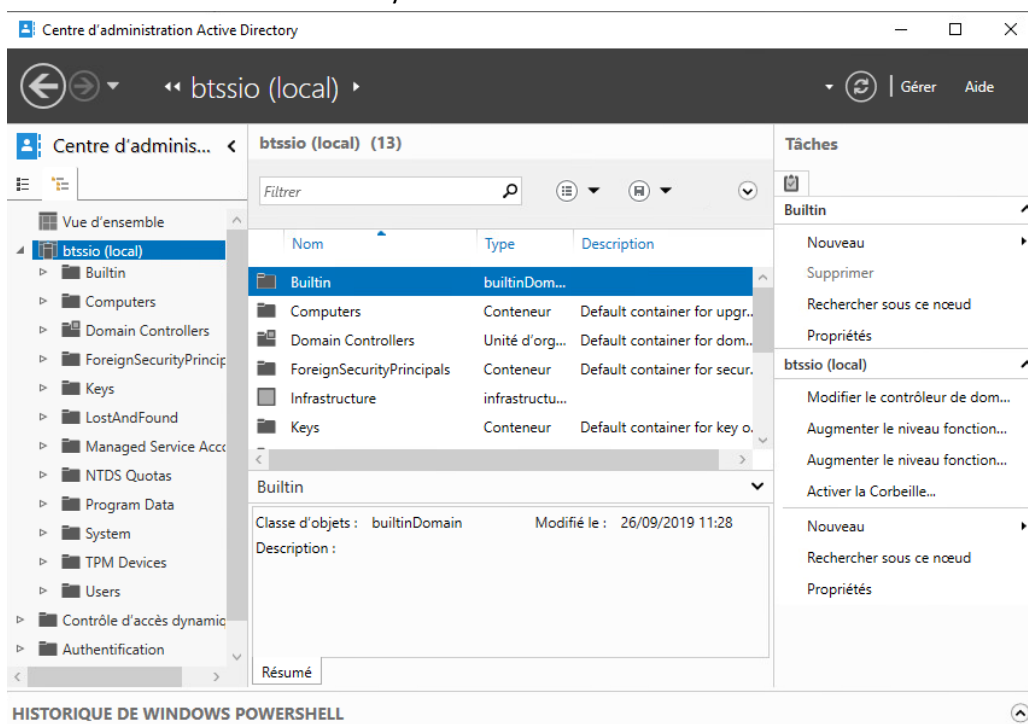 Centre d'administration Active Directory
btssio (local)
Gérer Aide
Centre d'adminis...
Vue d'ensemble
btssio (local)
Builtin
Computers
Domain Controllers
ForeignSecurityPrincip
Keys
LostAndFound
Managed Service Acco
NTDS Quotas
Program Data
System
TPM Devices
Users
Contrôle d'accès dynamiq
Authentification
btssio (local) (13)
Filtrer
Nom Type Description
Builtin builtinDom...
Computers Conteneur Default container for upgr...
Domain Controllers Unité d'org... Default container for dom...
ForeignSecurityPrincipals Conteneur Default container for secur...
Infrastructure infrastructu...
Keys Conteneur Default container for key o...
Builtin
Classe d'objets : builtinDomain Modifié le : 26/09/2019 11:28
Description :
Résumé
Tâches
Builtin
Nouveau
Supprimer
Rechercher sous ce nœud
Propriétés
btssio (local)
Modifier le contrôleur de dom...
Augmenter le niveau fonction...
Augmenter le niveau fonction...
Activer la Corbeille...
Nouveau
Rechercher sous ce nœud
Propriétés
HISTORIQUE DE WINDOWS POWERSHELL